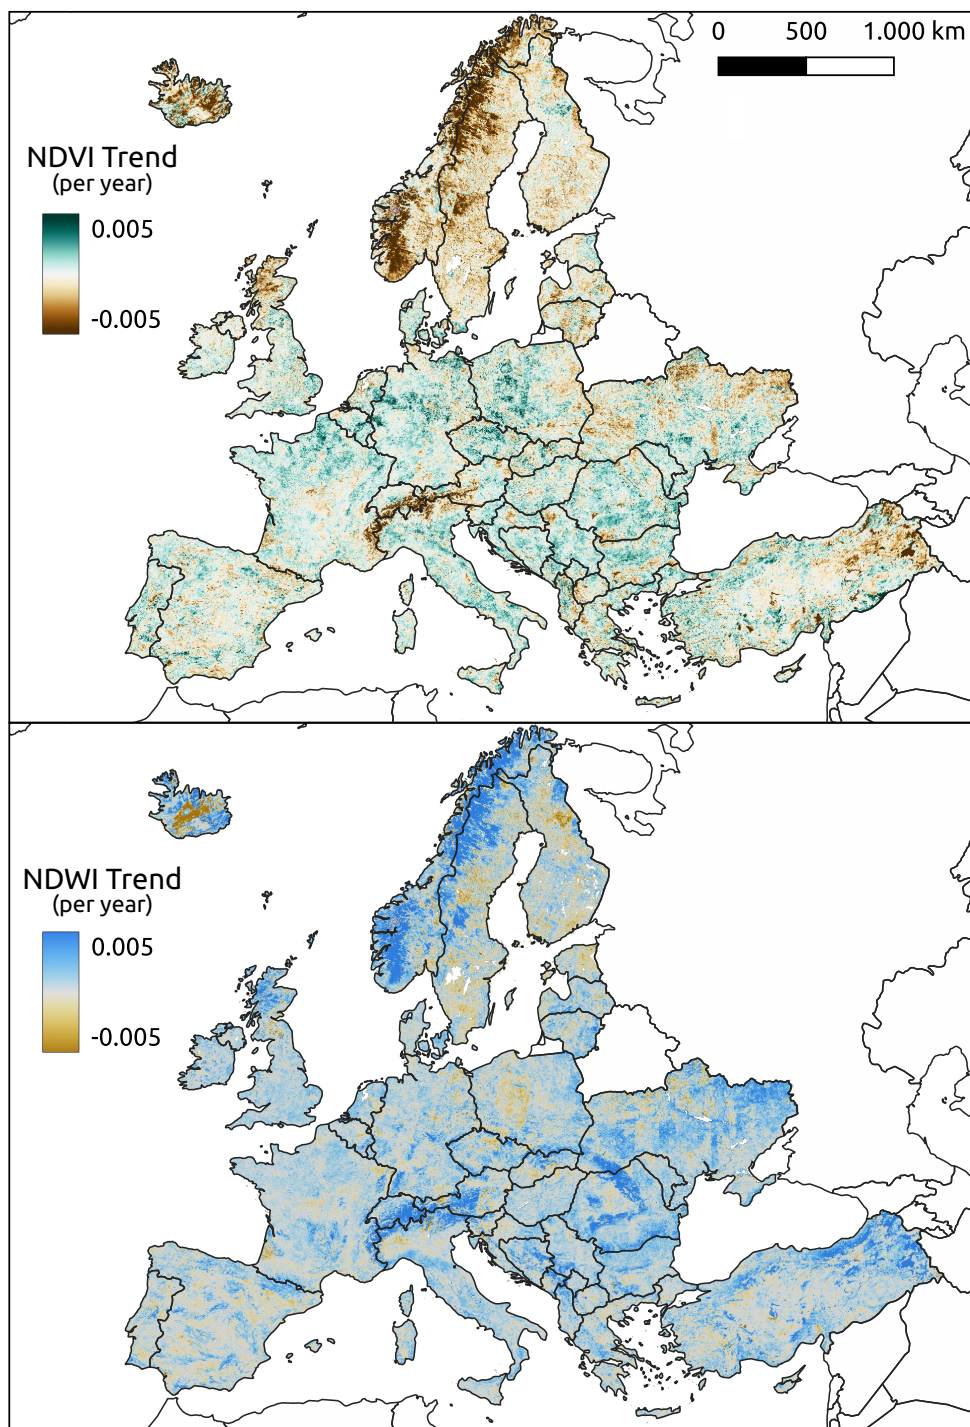 0 500 1.000 km
NDVI Trend
(per year)
0.005
-0.005
NDWI Trend
(per year)
0.005
-0.005